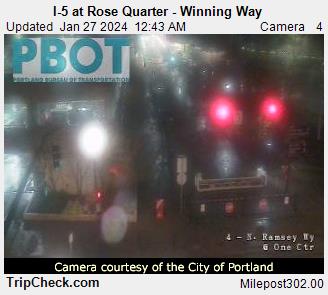 I-5 at Rose Quarter - Winning Way
Updated Jan 27 2024 12:43 AM Camera 4
PBOT
PORTLAND BUREAU OF TRANSPORTATION
4 - N. Ramsey Wy
@ One Ctr
Camera courtesy of the City of Portland
TripCheck.com Milepost302.00